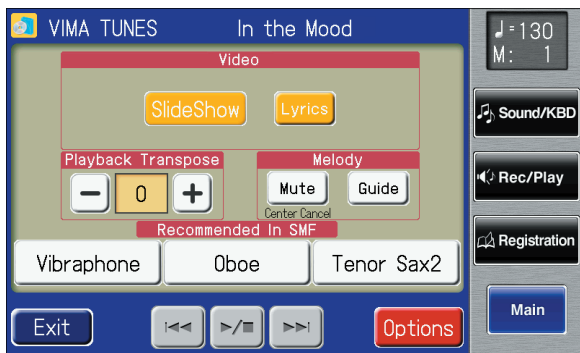 VIMA TUNES In the Mood
♩=130
M: 1
Video
SlideShow Lyrics
Sound/KBD
Playback Transpose Melody
− 0 + Mute Guide
Center Cancel
Rec/Play
Recommended In SMF
Vibraphone Oboe Tenor Sax2
Registration
Exit Options
Main